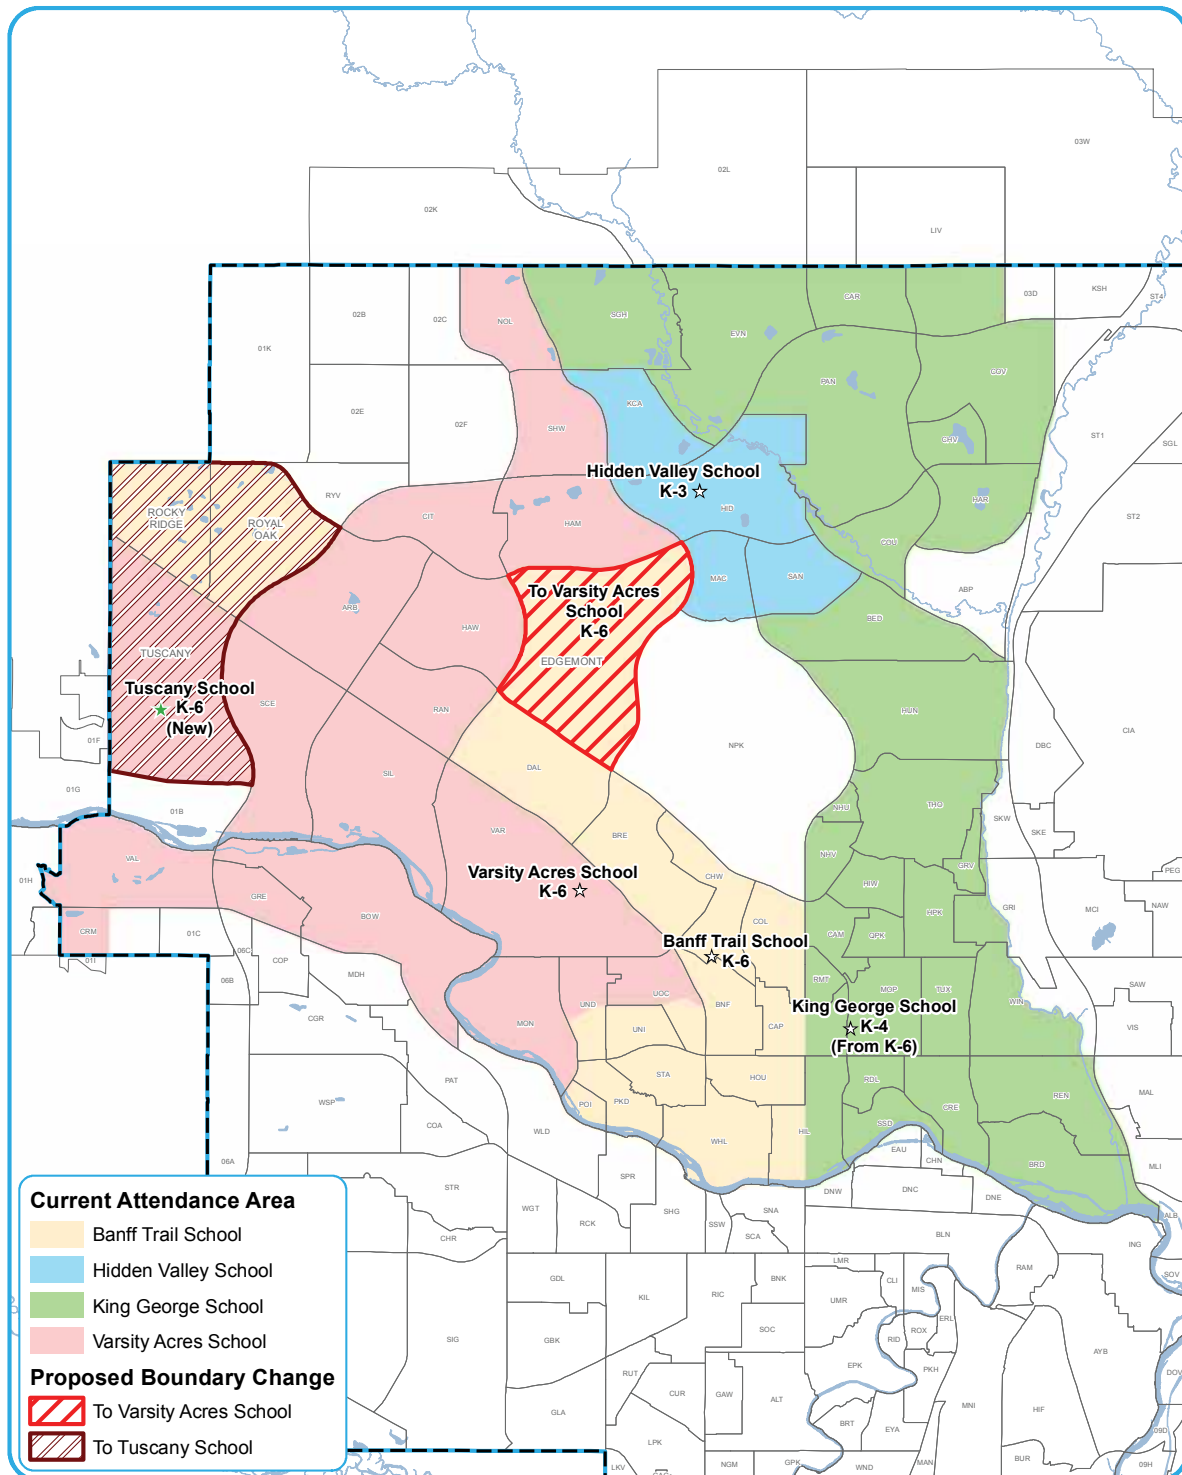 03W
02L
02K
LIV
03D
KSH
ST4
02B
02C
NOL
SGH
CAR
EVN
01K
PAN
COV
02E
KCA
02F
SHW
CHV
ST1
SGL
Hidden Valley School
K-3
RYV
HAR
ROCKY
RIDGE
ROYAL
OAK
CIT
HAM
HID
ST2
COU
To Varsity Acres
School
K-6
MAC
SAN
ABP
ARB
HAW
BED
TUSCANY
EDGEMONT
Tuscany School
K-6
(New)
SCE
RAN
HUN
01F
NPK
DBC
CIA
DAL
SIL
01G
01B
NHU
THO
SKW
SKE
VAR
BRE
VAL
NHV
GRV
PEG
Varsity Acres School
K-6
CHW
HIW
01H
GRE
BOW
COL
HPK
GRI
MCI
NAW
CRM
01C
CAM
QPK
Banff Trail School
K-6
01I
06C
COP
MDH
06B
RMT
MOP
TUX
WIN
SAW
UOC
UND
BNF
King George School
K-4
(From K-6)
CGR
MON
UNI
CAP
VIS
STA
HOU
RDL
PAT
CRE
REN
MAL
WSP
POI
PKD
COA
WLD
WHL
HIL
SSD
EAU
CHN
BRD
MLI
06A
SPR
STR
DNW
DNC
DNE
WGT
RCK
SHG
SSW
SNA
SCA
ALB
CHR
BLN
ING
LMR
RAM
SOV
GDL
BNK
CLI
MIS
KIL
RIC
UMR
ERL
SIG
GBK
SOC
RID
ROX
AYB
RUT
EPK
PKH
DOV
CUR
GAW
ALT
MNI
HIF
GLA
BRT
EYA
09D
LPK
BUR
LKV
NGM
GPK
WND
MAN
09H
Current Attendance Area
Banff Trail School
Hidden Valley School
King George School
Varsity Acres School
Proposed Boundary Change
To Varsity Acres School
To Tuscany School